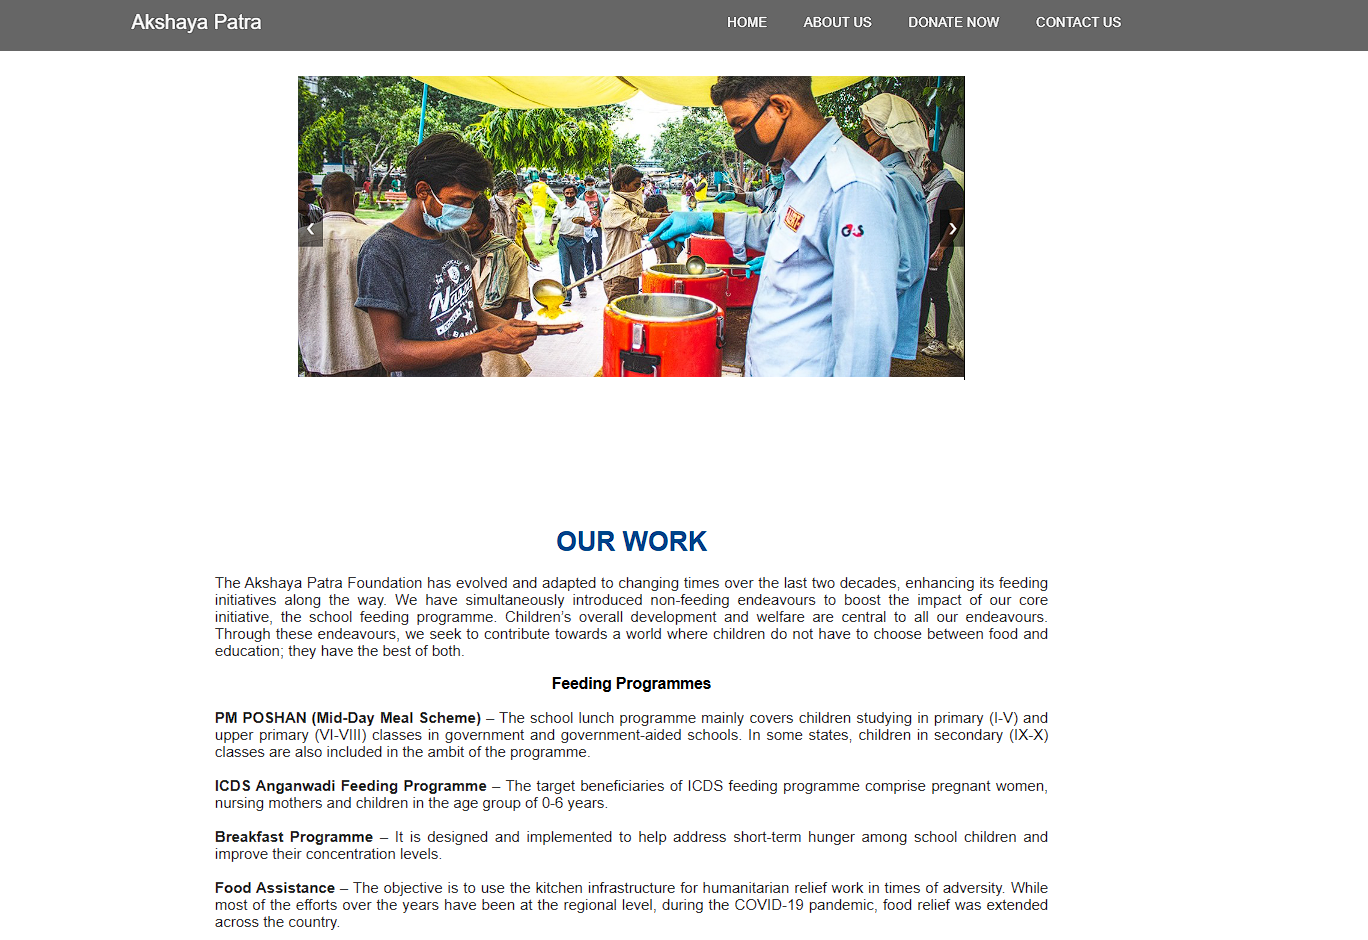 Akshaya Patra
HOME ABOUT US DONATE NOW CONTACT US
G4S
OUR WORK
The Akshaya Patra Foundation has evolved and adapted to changing times over the last two decades, enhancing its feeding
initiatives along the way. We have simultaneously introduced non-feeding endeavours to boost the impact of our core
initiative, the school feeding programme. Children’s overall development and welfare are central to all our endeavours.
Through these endeavours, we seek to contribute towards a world where children do not have to choose between food and
education; they have the best of both.
Feeding Programmes
PM POSHAN (Mid-Day Meal Scheme) – The school lunch programme mainly covers children studying in primary (I-V) and
upper primary (VI-VIII) classes in government and government-aided schools. In some states, children in secondary (IX-X)
classes are also included in the ambit of the programme.
ICDS Anganwadi Feeding Programme – The target beneficiaries of ICDS feeding programme comprise pregnant women,
nursing mothers and children in the age group of 0-6 years.
Breakfast Programme – It is designed and implemented to help address short-term hunger among school children and
improve their concentration levels.
Food Assistance – The objective is to use the kitchen infrastructure for humanitarian relief work in times of adversity. While
most of the efforts over the years have been at the regional level, during the COVID-19 pandemic, food relief was extended
across the country.